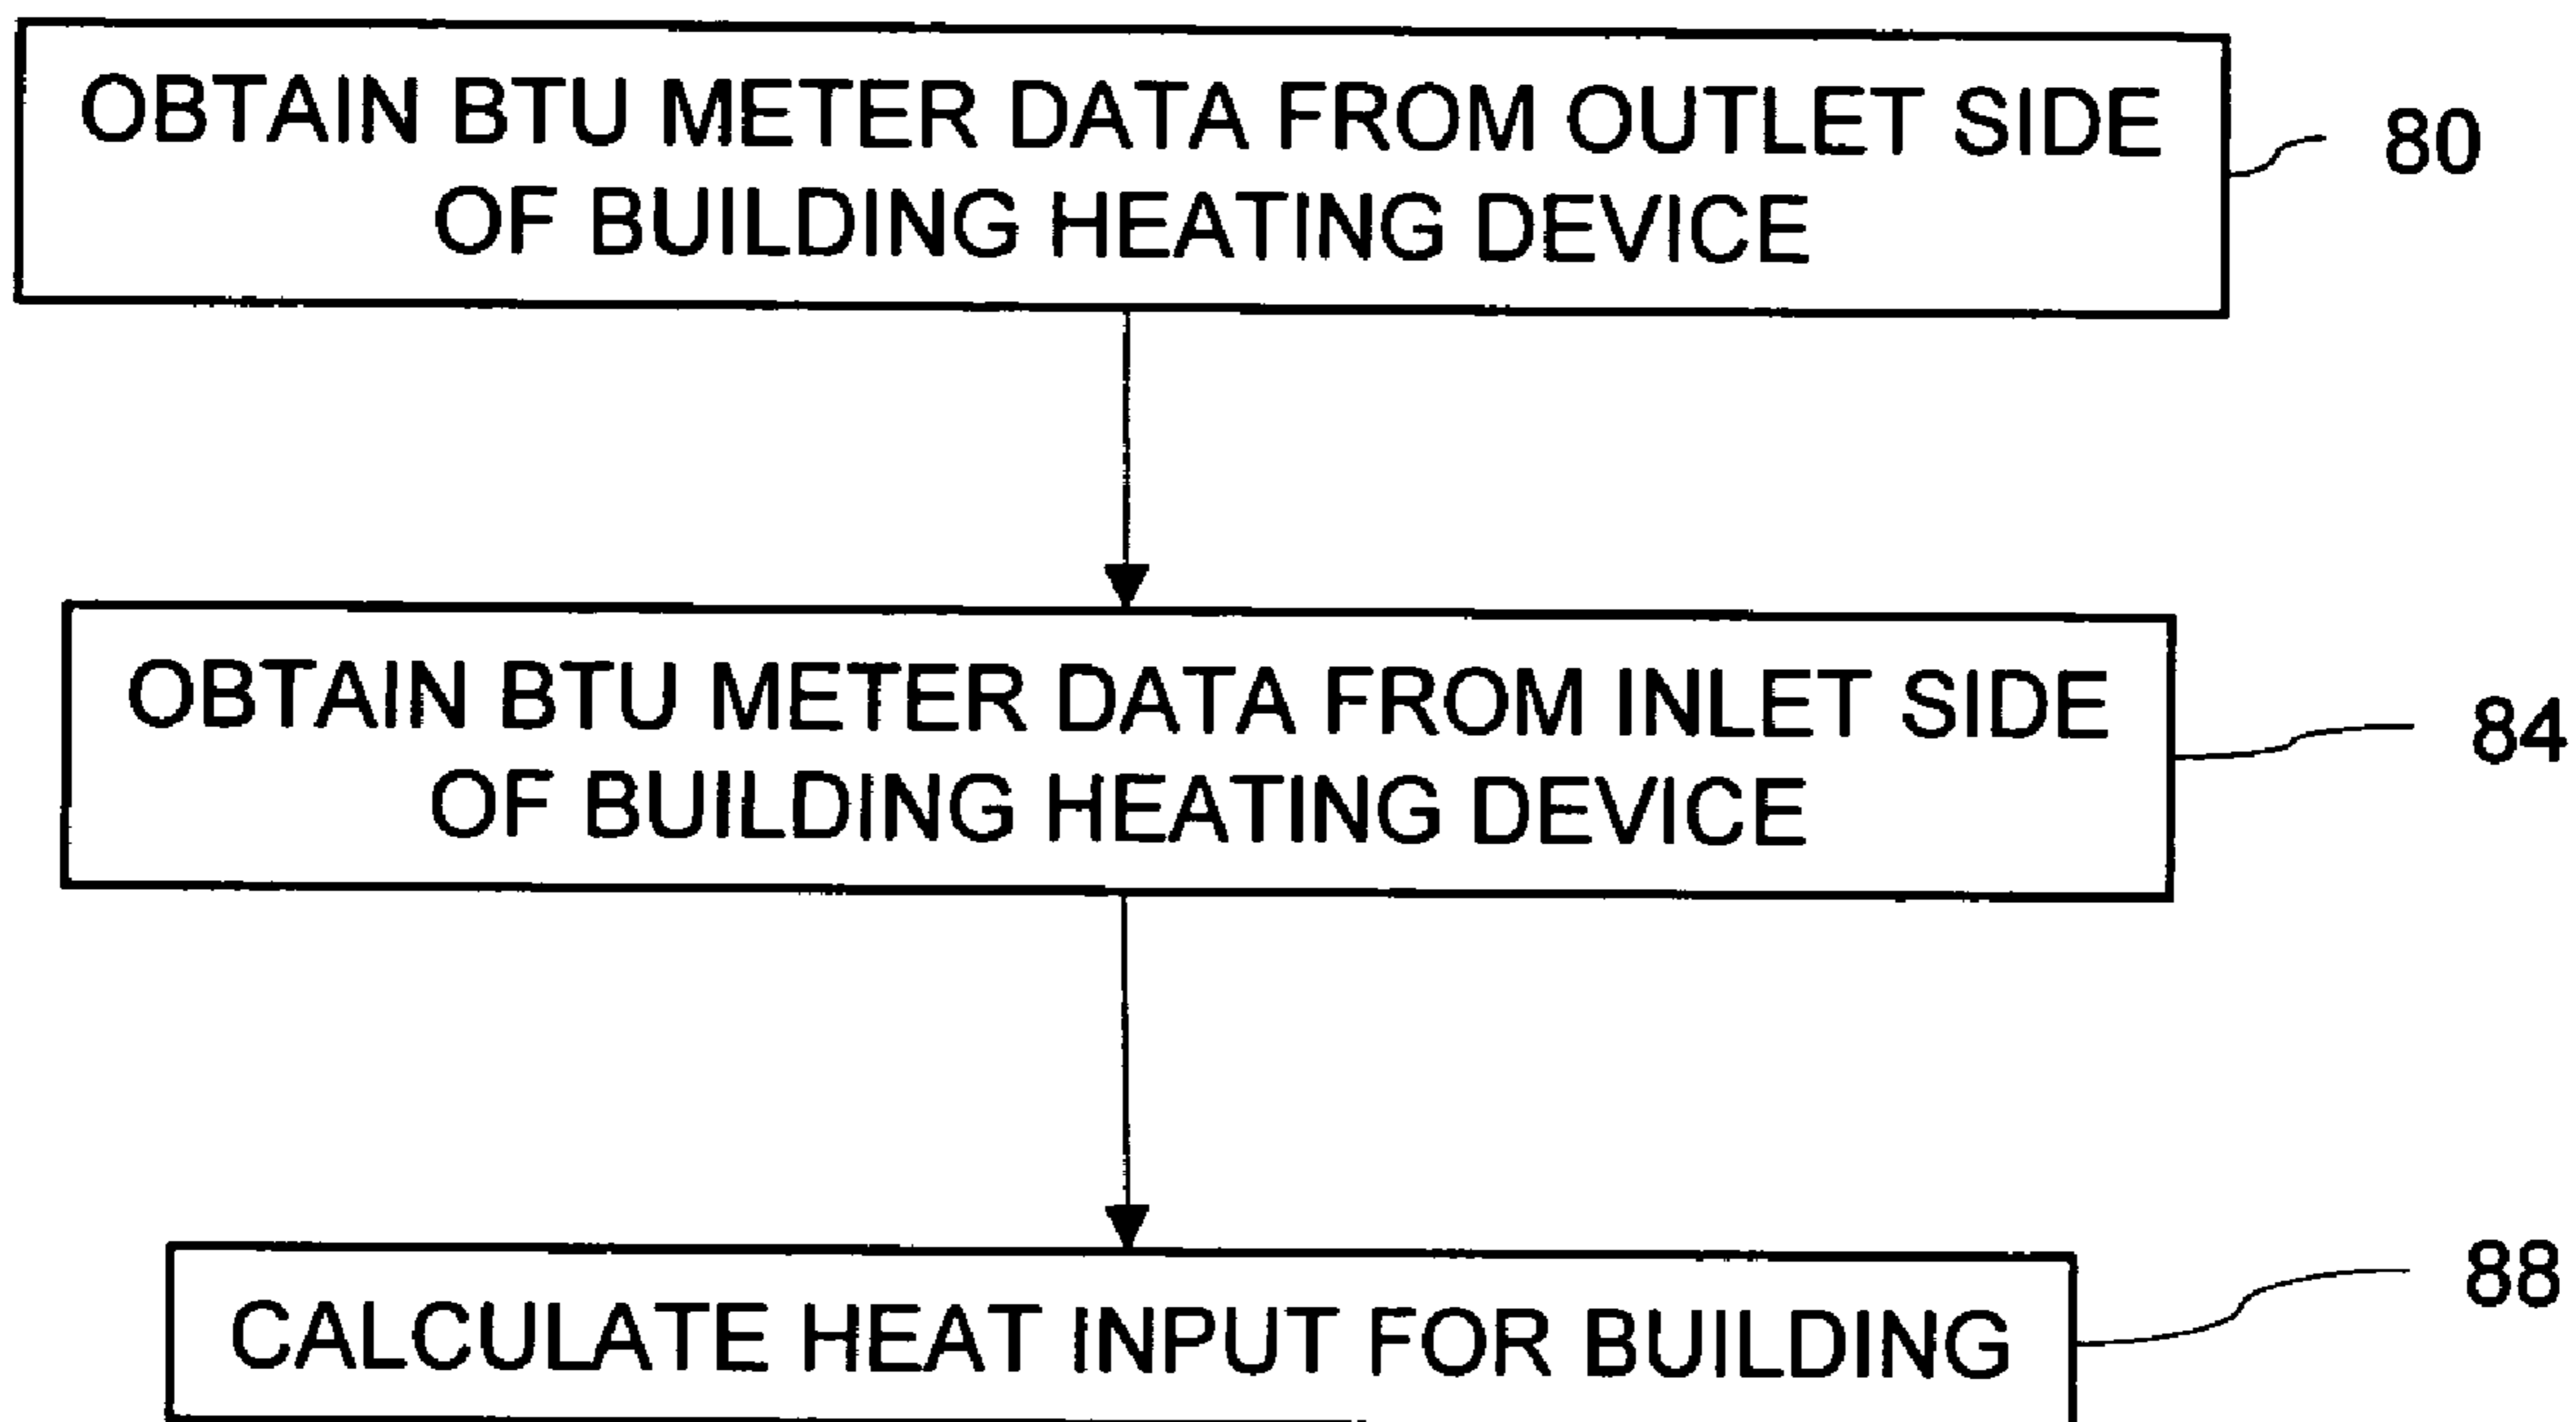 OBTAIN BTU METER DATA FROM OUTLET SIDE
OF BUILDING HEATING DEVICE
80
OBTAIN BTU METER DATA FROM INLET SIDE
OF BUILDING HEATING DEVICE
84
CALCULATE HEAT INPUT FOR BUILDING
88